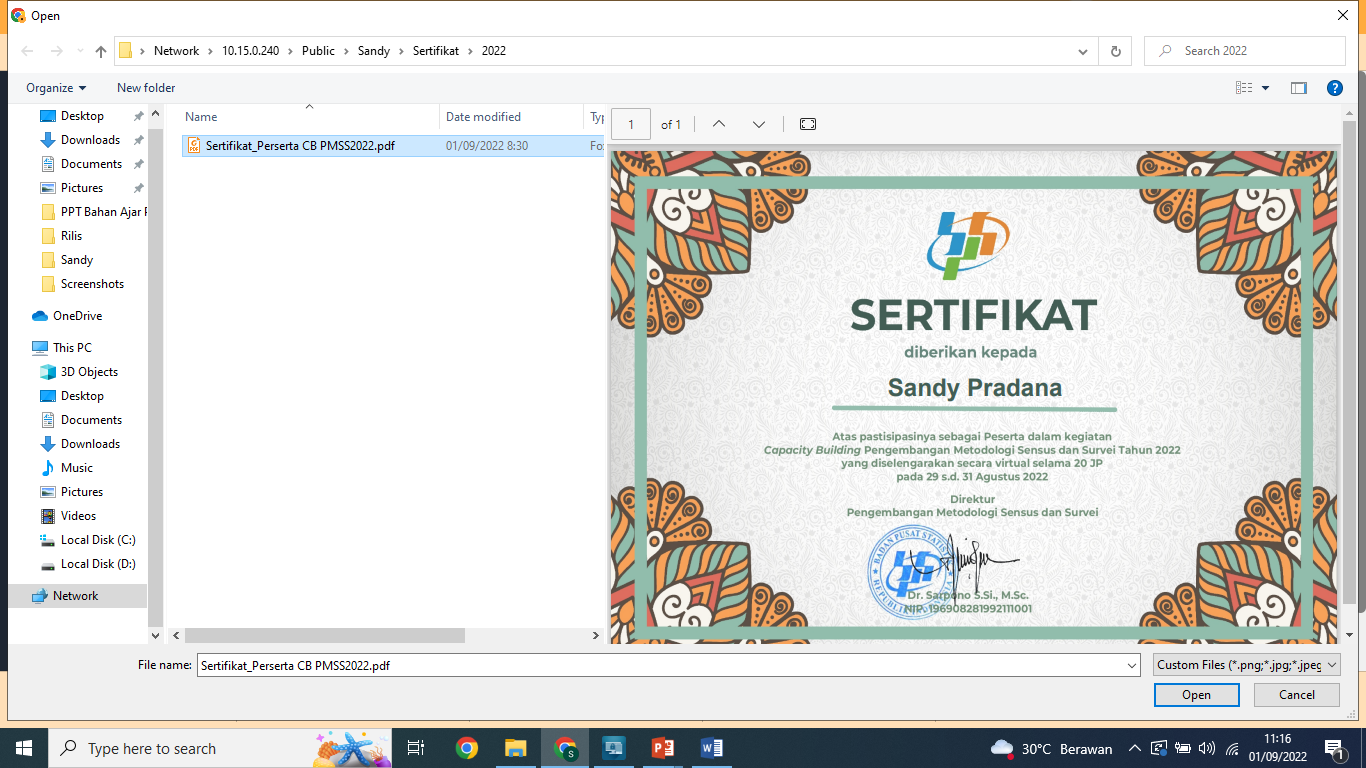 Open
Network > 10.15.0.240 > Public > Sandy > Sertifikat > 2022
Search 2022
Organize
New folder
Desktop
Downloads
Documents
Pictures
PPT Bahan Ajar
Rilis
Sandy
Screenshots
OneDrive
This PC
3D Objects
Desktop
Documents
Downloads
Music
Pictures
Videos
Local Disk (C:)
Local Disk (D:)
Network
Name Date modified Typ
Sertifikat_Perserta CB PMSS2022.pdf 01/09/2022 8:30 Fo
1 of 1
SERTIFIKAT
diberikan kepada
Sandy Pradana
Atas pastisipasinya sebagai Peserta dalam kegiatan
Capacity Building Pengembangan Metodologi Sensus dan Survei Tahun 2022
yang diselengarakan secara virtual selama 20 JP
pada 29 s.d. 31 Agustus 2022
Direktur
Pengembangan Metodologi Sensus dan Survei
BADAN PUSAT STATIS
Dr. Sarpono S.Si., M.Sc.
NIP. 196908281992111001
File name: Sertifikat_Perserta CB PMSS2022.pdf
Custom Files (*.png;*.jpg;*.jpeg
Open
Cancel
Type here to search
S
30°C Berawan
11:16
01/09/2022
1